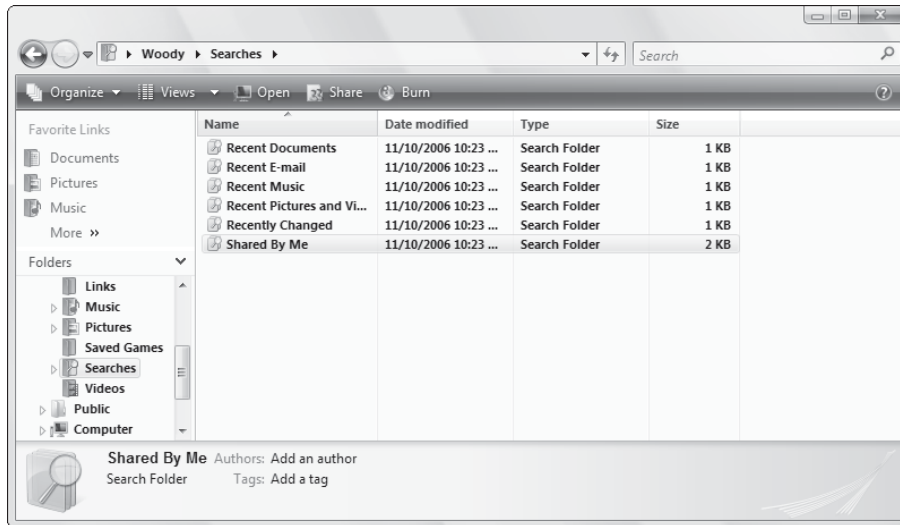 Woody Searches
Search
Organize Views Open Share Burn
Favorite Links
Documents
Pictures
Music
More »
Folders
Links
Music
Pictures
Saved Games
Searches
Videos
Public
Computer
Name Date modified Type Size
Recent Documents 11/10/2006 10:23 ... Search Folder 1 KB
Recent E-mail 11/10/2006 10:23 ... Search Folder 1 KB
Recent Music 11/10/2006 10:23 ... Search Folder 1 KB
Recent Pictures and Vi... 11/10/2006 10:23 ... Search Folder 1 KB
Recently Changed 11/10/2006 10:23 ... Search Folder 1 KB
Shared By Me 11/10/2006 10:23 ... Search Folder 2 KB
Shared By Me Authors: Add an author
Search Folder Tags: Add a tag